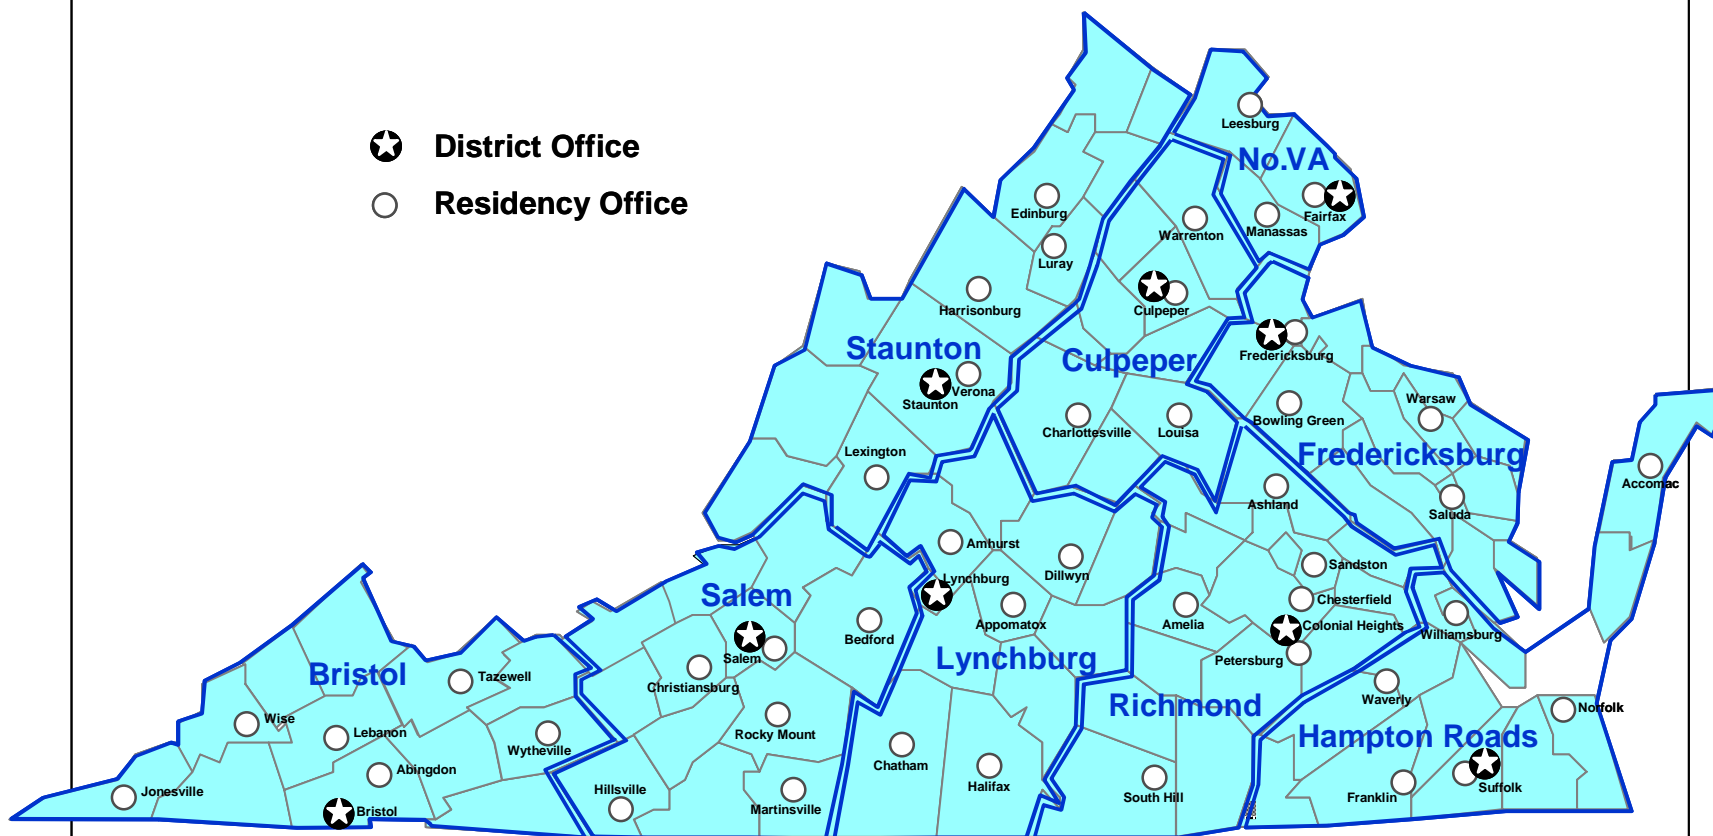 District Office
Residency Office
Leesburg
No.VA
Fairfax
Manassas
Edinburg
Luray
Warrenton
Harrisonburg
Culpeper
Staunton
Culpeper
Fredericksburg
Verona
Staunton
Warsaw
Bowling Green
Charlottesville
Louisa
Lexington
Fredericksburg
Accomac
Ashland
Saluda
Amhurst
Lynchburg
Dillwyn
Sandston
Salem
Chesterfield
Appomatox
Amelia
Colonial Heights
Williamsburg
Bedford
Salem
Lynchburg
Petersburg
Bristol
Tazewell
Christiansburg
Waverly
Richmond
Norfolk
Wise
Lebanon
Rocky Mount
Hampton Roads
Wytheville
Abingdon
Chatham
Jonesville
Hillsville
Martinsville
Halifax
South Hill
Franklin
Suffolk
Bristol